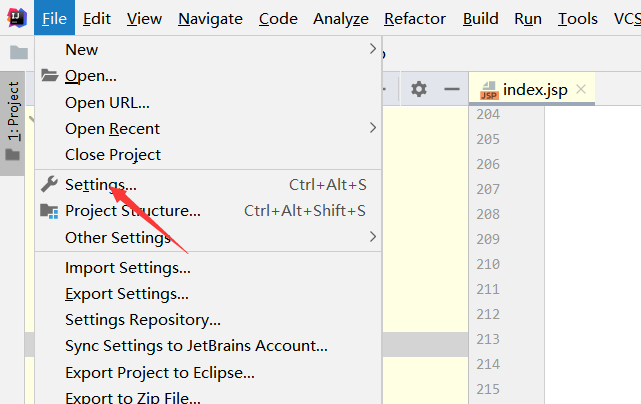 File Edit View Navigate Code Analyze Refactor Build Run Tools VCS
New
Open...
Open URL...
Open Recent
Close Project
Settings... Ctrl+Alt+S
Project Structure... Ctrl+Alt+Shift+S
Other Settings
Import Settings...
Export Settings...
Settings Repository...
Sync Settings to JetBrains Account...
Export Project to Eclipse...
Export to Zip File...
1: Project
JSP index.jsp
204
205
206
207
208
209
210
211
212
213
214
215